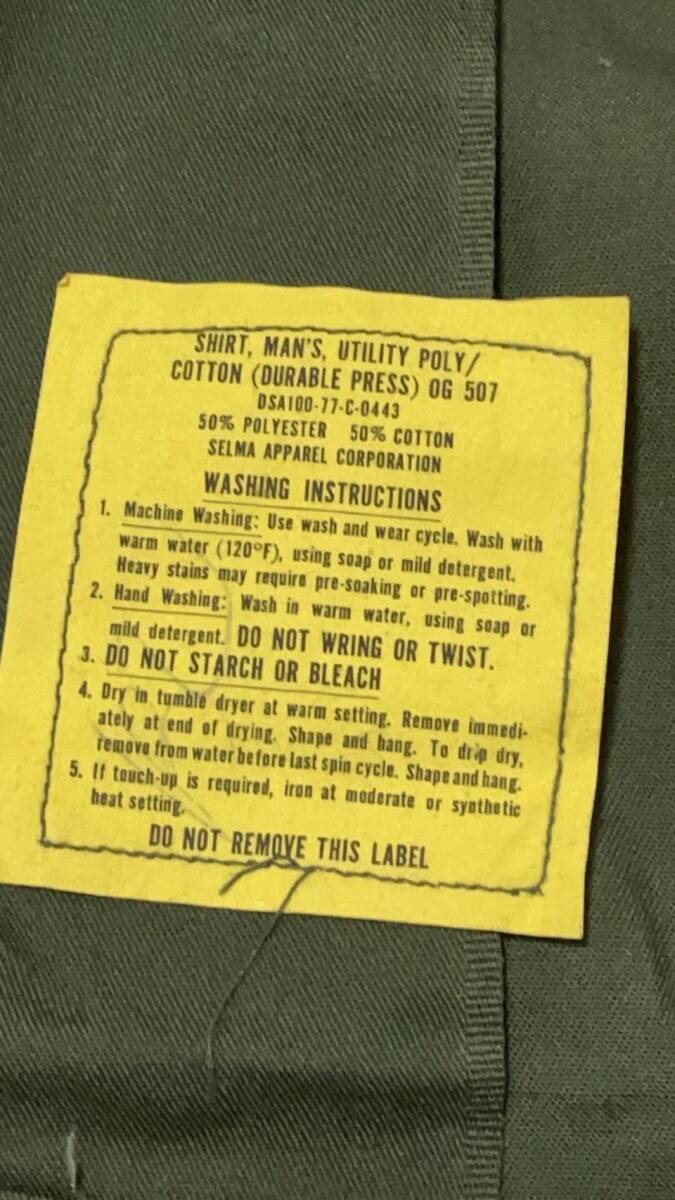 SHIRT, MAN'S, UTILITY POLY/
COTTON (DURABLE PRESS) OG 507
DSA100-77-C-0443
50% POLYESTER 50% COTTON
SELMA APPAREL CORPORATION
WASHING INSTRUCTIONS
1. Machine Washing: Use wash and wear cycle. Wash with
warm water (120°F), using soap or mild detergent.
Heavy stains may require pre-soaking or pre-spotting.
2. Hand Washing: Wash in warm water, using soap or
mild detergent. DO NOT WRING OR TWIST.
3. DO NOT STARCH OR BLEACH
4. Dry in tumble dryer at warm setting. Remove immedi-
ately at end of drying. Shape and hang. To drip dry,
remove from water before last spin cycle. Shape and hang.
5. If touch-up is required, iron at moderate or synthetic
heat setting.
DO NOT REMOVE THIS LABEL